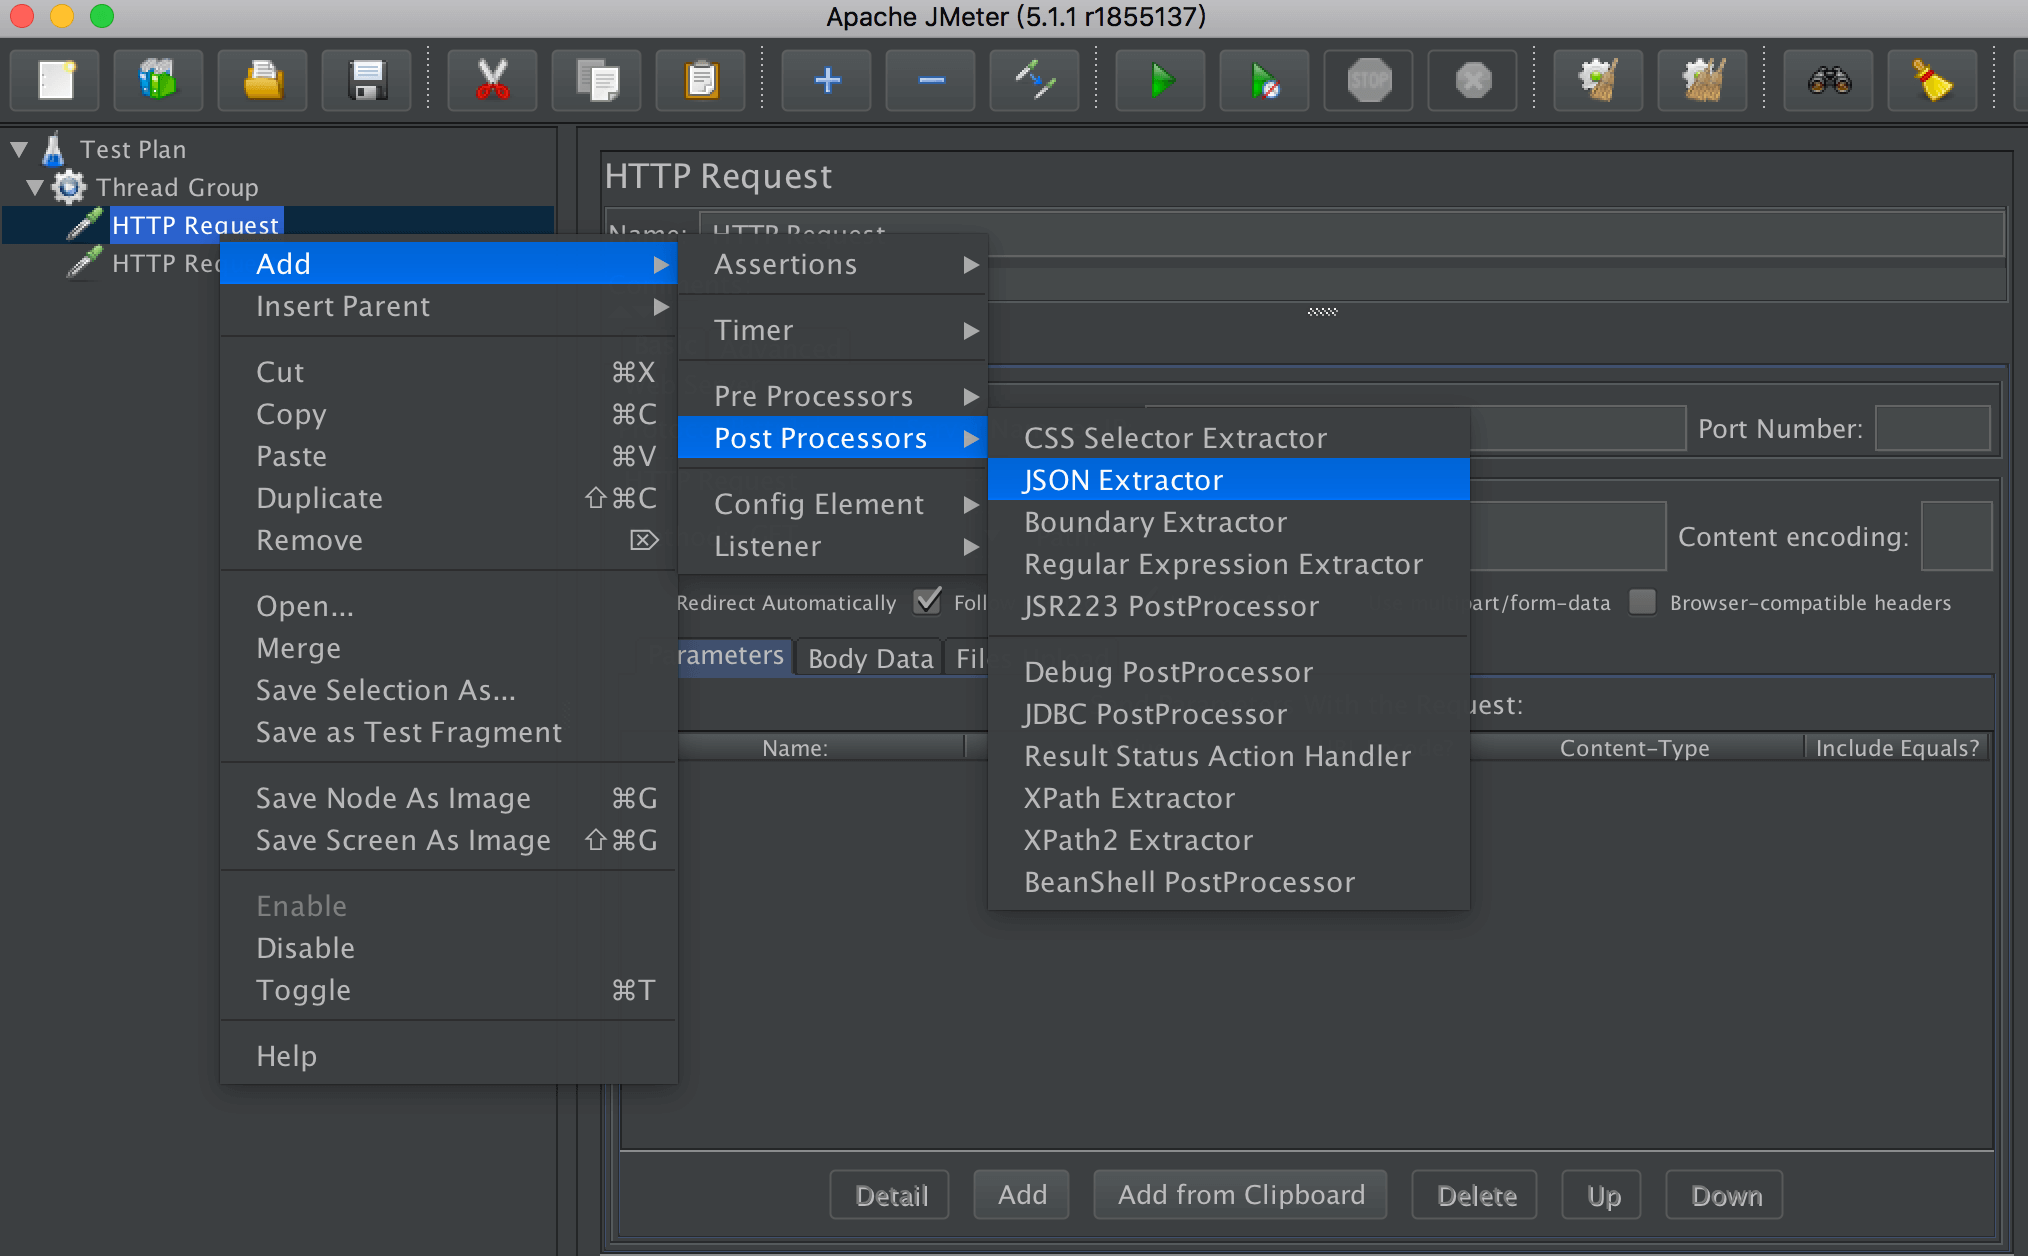 Apache JMeter (5.1.1 r1855137)
STOP
Test Plan
Thread Group
HTTP Request
HTTP Req
HTTP Request
Name: HTTP Request
Add
Insert Parent
Cut ⌘X
Copy ⌘C
Paste ⌘V
Duplicate ⇧⌘C
Remove ⌦
Open...
Merge
Save Selection As...
Save as Test Fragment
Save Node As Image ⌘G
Save Screen As Image ⇧⌘G
Enable
Disable
Toggle ⌘T
Help
Assertions
Timer
Pre Processors
Post Processors
Config Element
Listener
CSS Selector Extractor
JSON Extractor
Boundary Extractor
Regular Expression Extractor
JSR223 PostProcessor
Debug PostProcessor
JDBC PostProcessor
Result Status Action Handler
XPath Extractor
XPath2 Extractor
BeanShell PostProcessor
Port Number:
Content encoding:
Redirect Automatically Foll art/form-data Browser-compatible headers
Parameters Body Data Fil
With the Request:
Name: Content-Type Include Equals?
Detail Add Add from Clipboard Delete Up Down